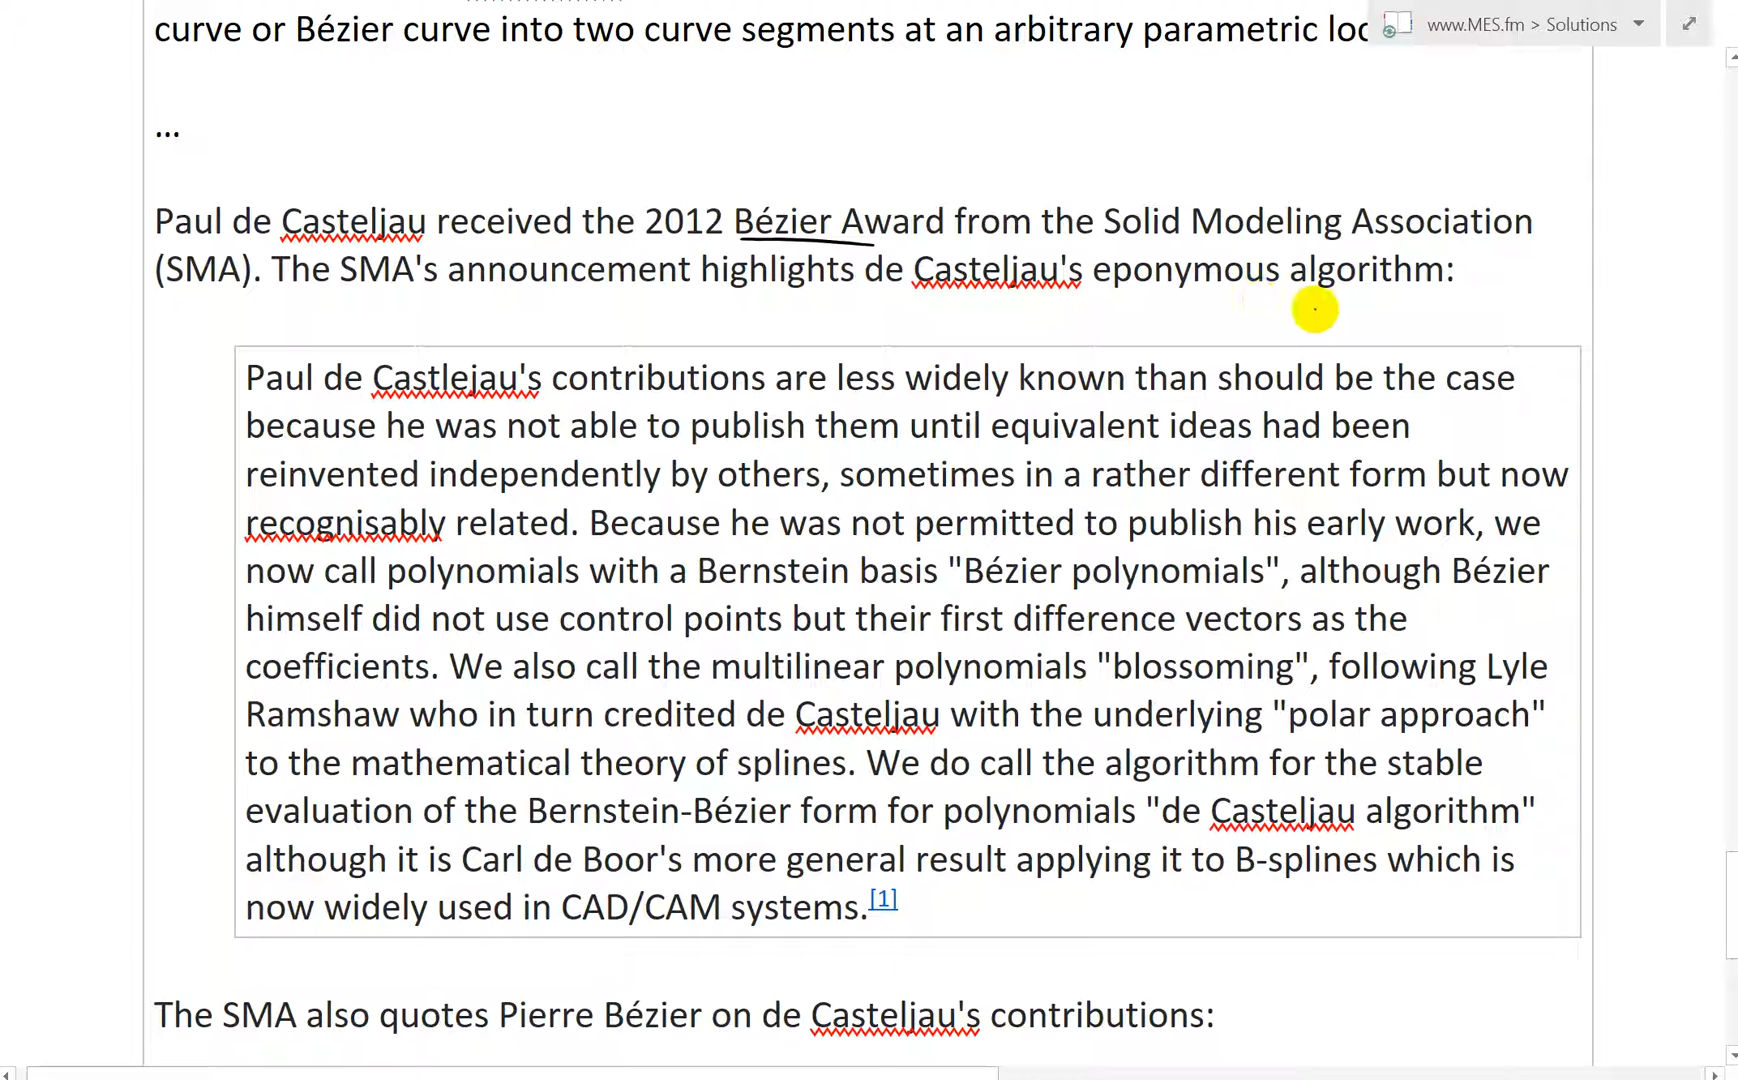 curve or Bézier curve into two curve segments at an arbitrary parametric
www.MES.fm > Solutions
...
Paul de Casteljau received the 2012 Bézier Award from the Solid Modeling Association
(SMA). The SMA's announcement highlights de Casteljau's eponymous algorithm:
Paul de Castlejau's contributions are less widely known than should be the case
because he was not able to publish them until equivalent ideas had been
reinvented independently by others, sometimes in a rather different form but now
recognisably related. Because he was not permitted to publish his early work, we
now call polynomials with a Bernstein basis "Bézier polynomials", although Bézier
himself did not use control points but their first difference vectors as the
coefficients. We also call the multilinear polynomials "blossoming", following Lyle
Ramshaw who in turn credited de Casteljau with the underlying "polar approach"
to the mathematical theory of splines. We do call the algorithm for the stable
evaluation of the Bernstein-Bézier form for polynomials "de Casteljau algorithm"
although it is Carl de Boor's more general result applying it to B-splines which is
now widely used in CAD/CAM systems.[1]
The SMA also quotes Pierre Bézier on de Casteljau's contributions: